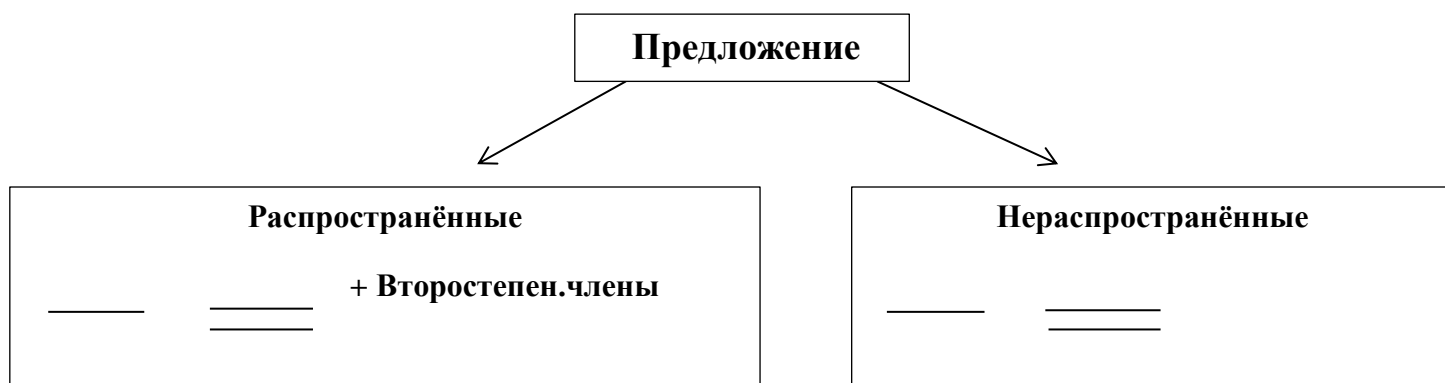 Предложение
Распространённые
Нераспространённые
+ Второстепен.члены